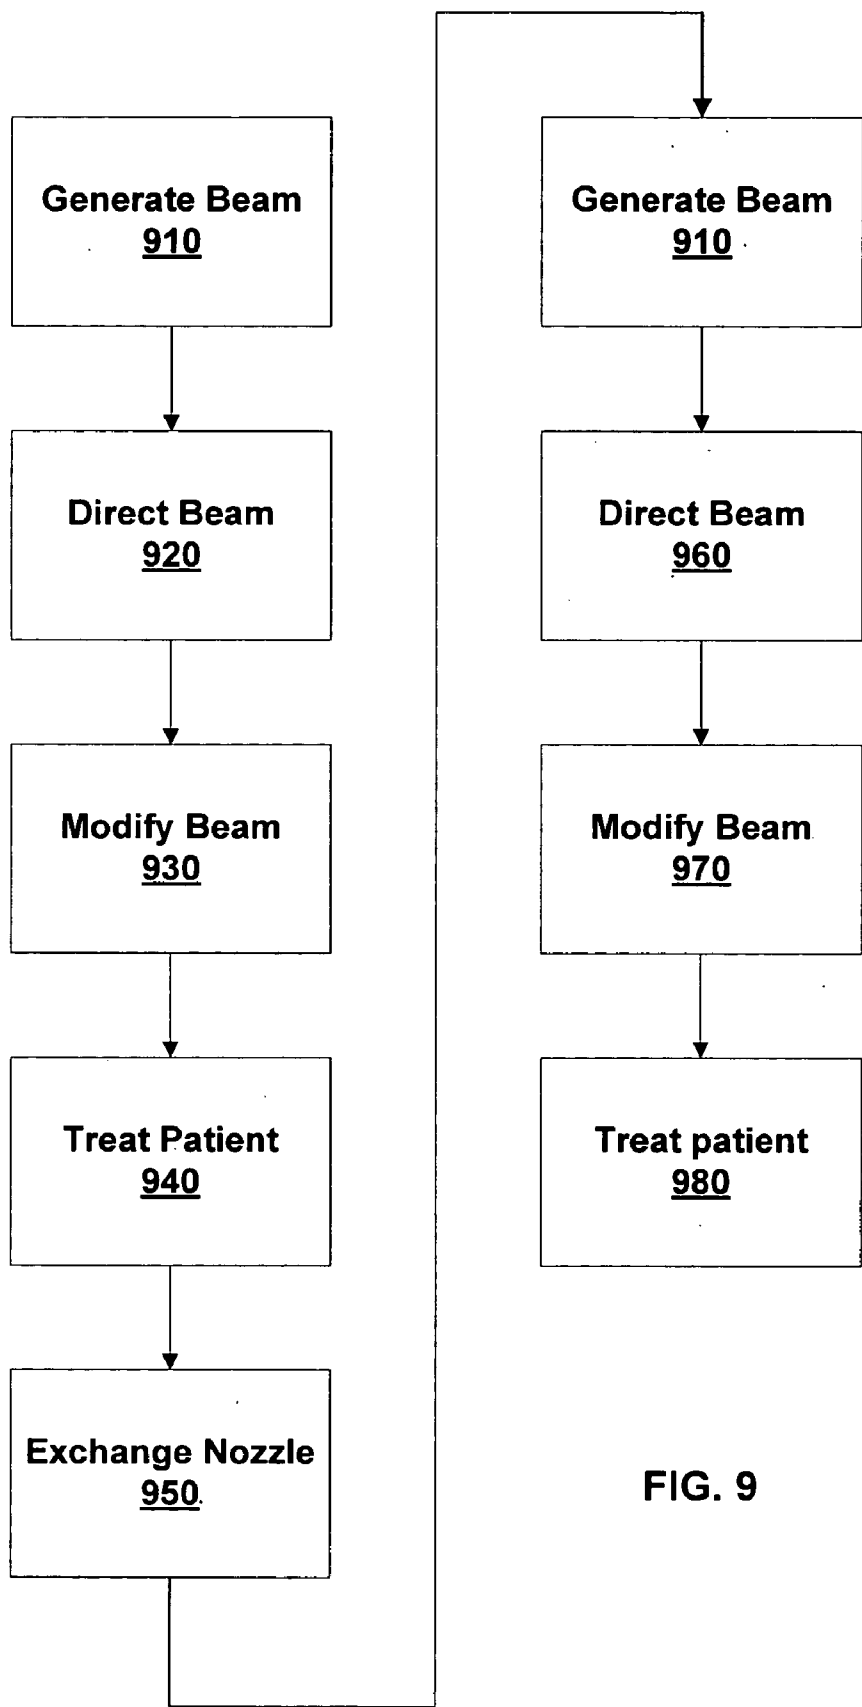 Generate Beam
910
Direct Beam
920
Modify Beam
930
Treat Patient
940
Exchange Nozzle
950
Generate Beam
910
Direct Beam
960
Modify Beam
970
Treat patient
980
FIG. 9